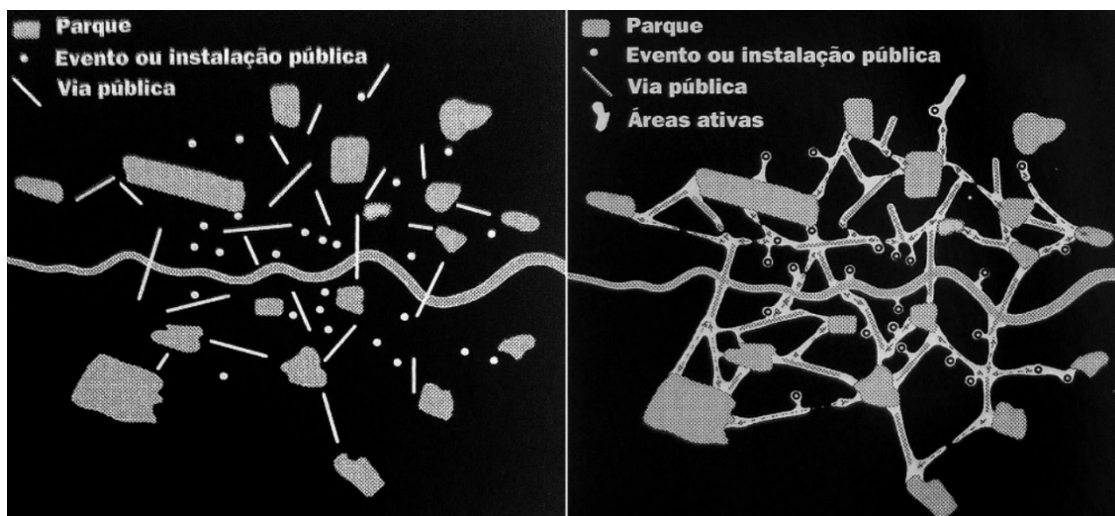 Parque
Evento ou instalação pública
Via pública
Parque
Evento ou instalação pública
Via pública
Áreas ativas